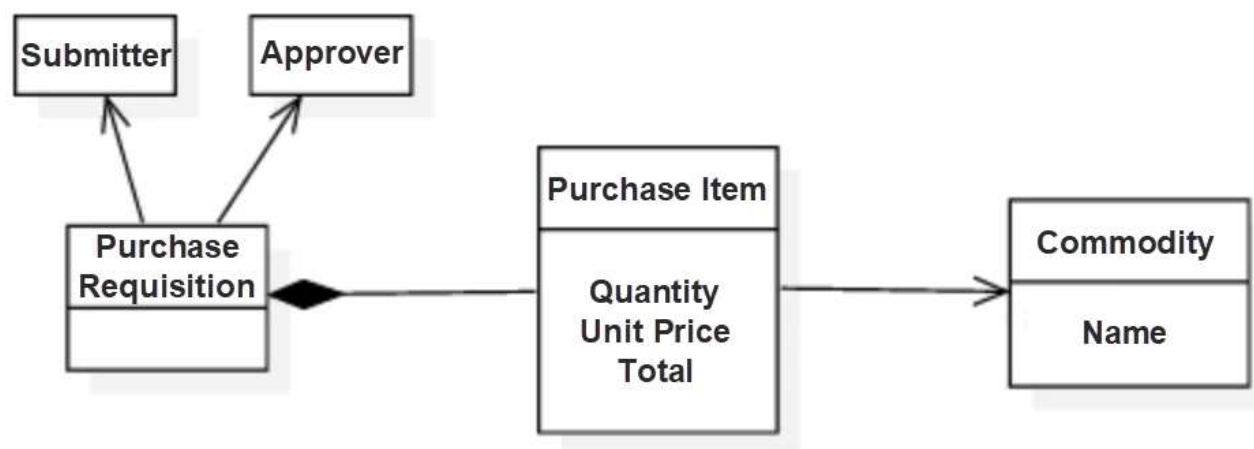 Submitter
Approver
Purchase
Requisition
Purchase Item
Quantity
Unit Price
Total
Commodity
Name